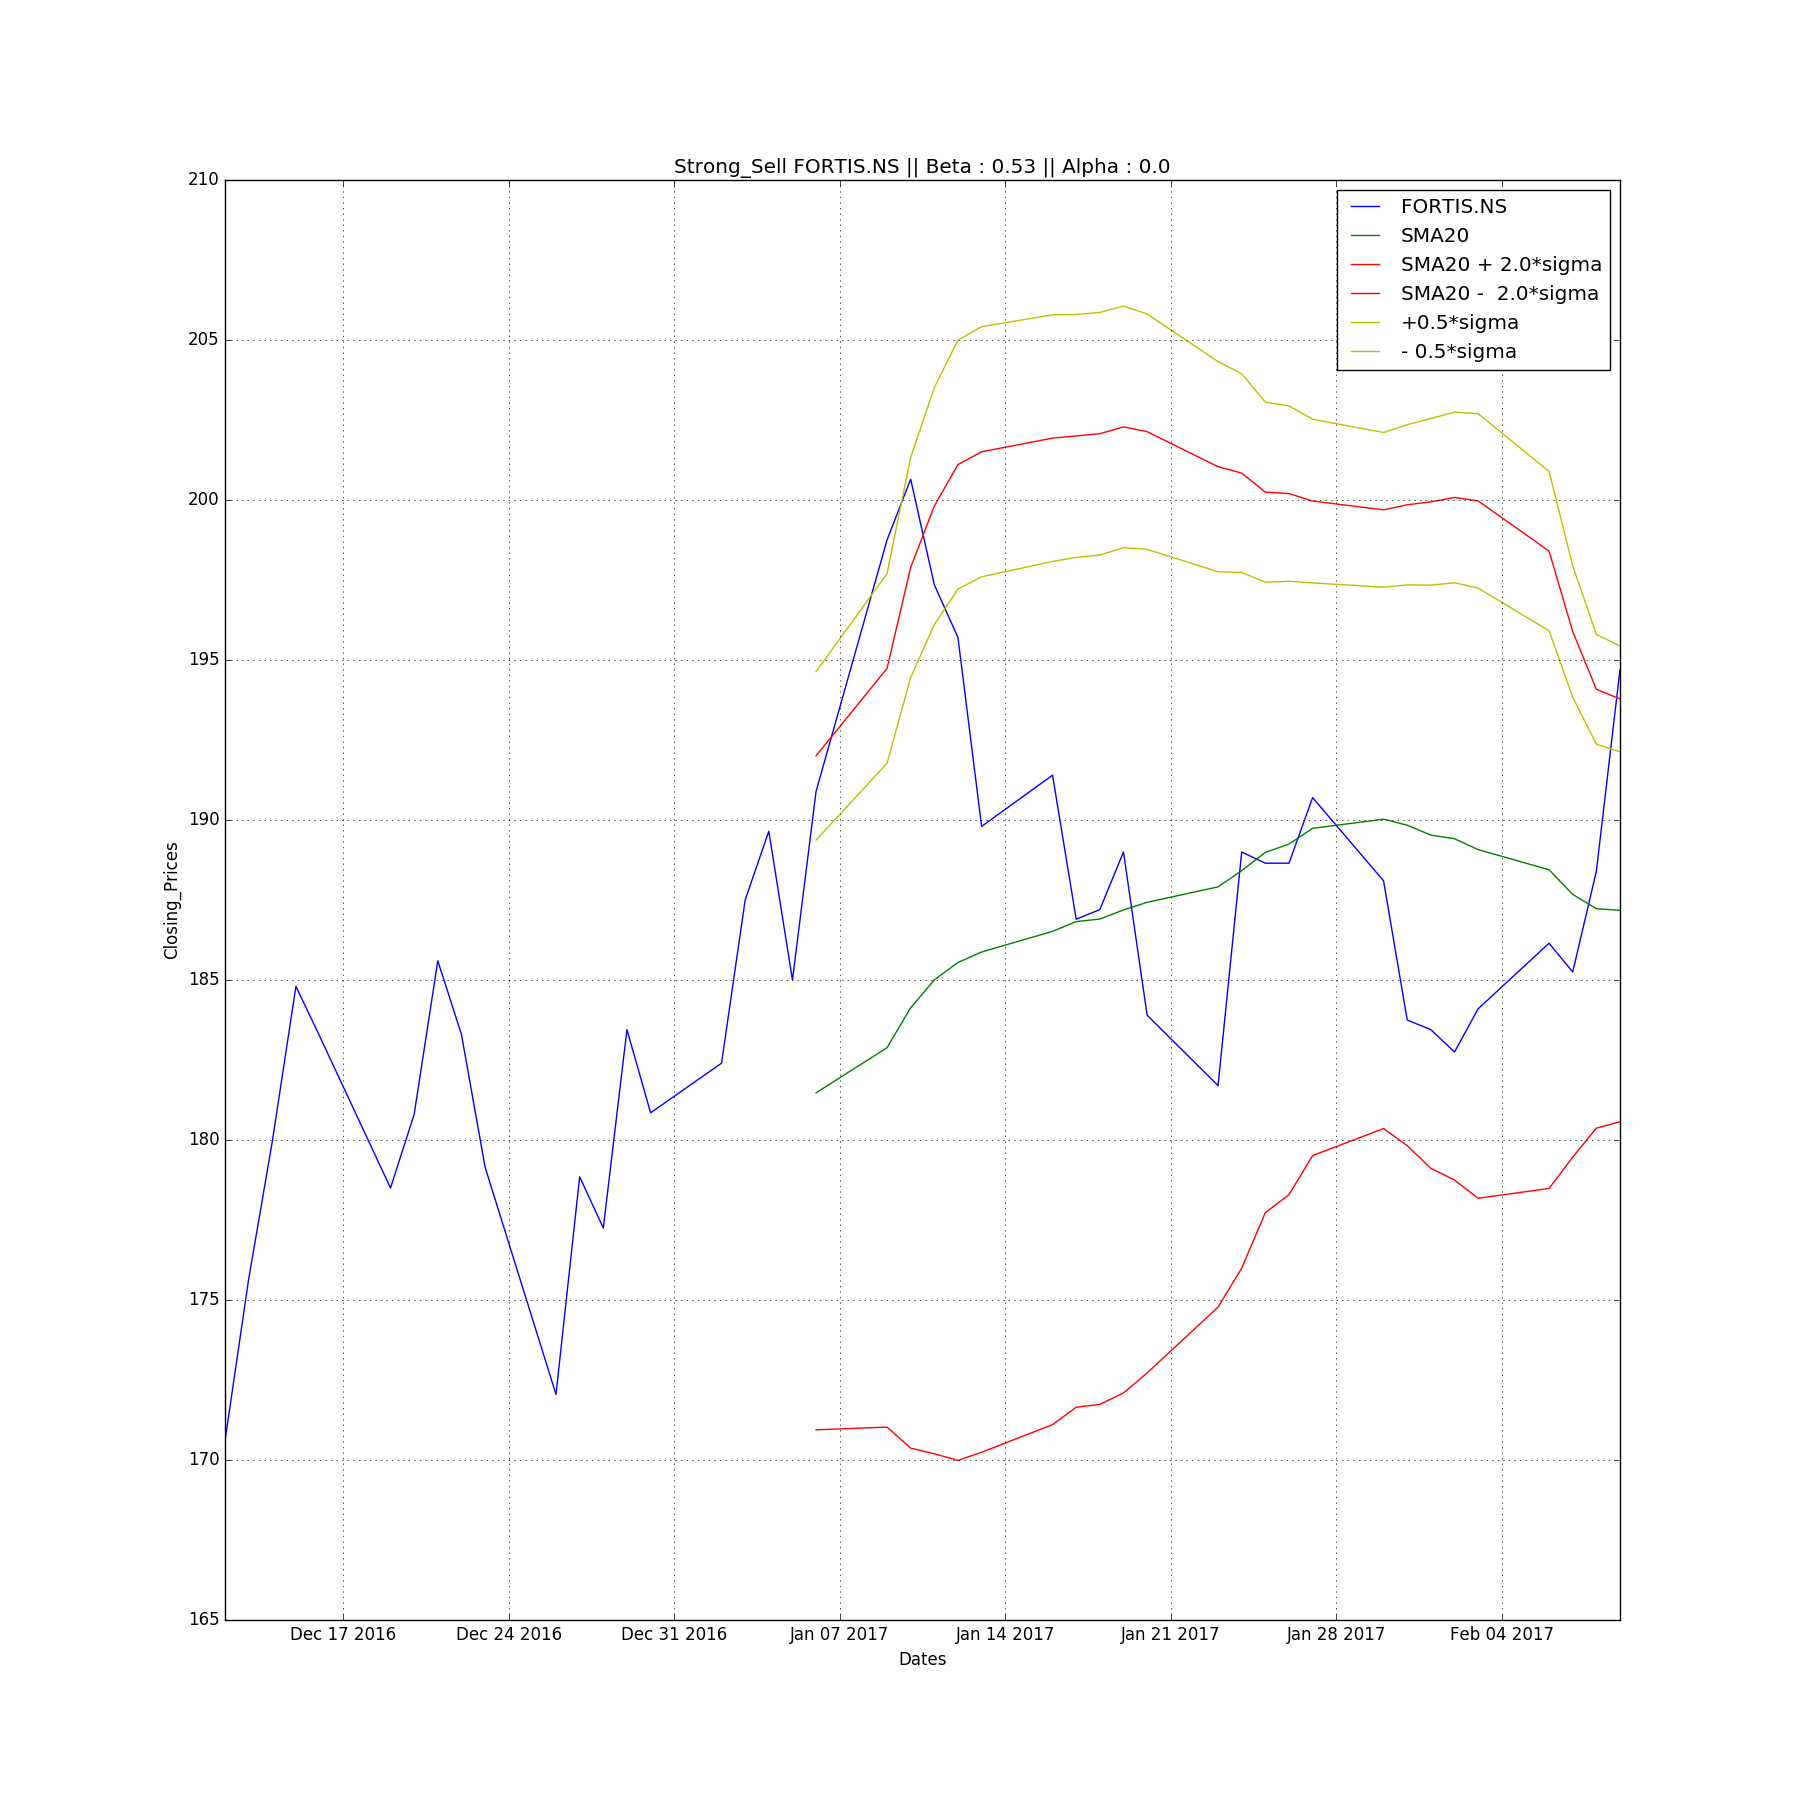 Strong_Sell FORTIS.NS || Beta : 0.53 || Alpha : 0.0
210
205
200
195
190
185
180
175
170
165
Closing_Prices
FORTIS.NS
SMA20
SMA20 + 2.0*sigma
SMA20 -  2.0*sigma
+0.5*sigma
- 0.5*sigma
Dec 17 2016 Dec 24 2016 Dec 31 2016 Jan 07 2017 Jan 14 2017 Jan 21 2017 Jan 28 2017 Feb 04 2017
Dates